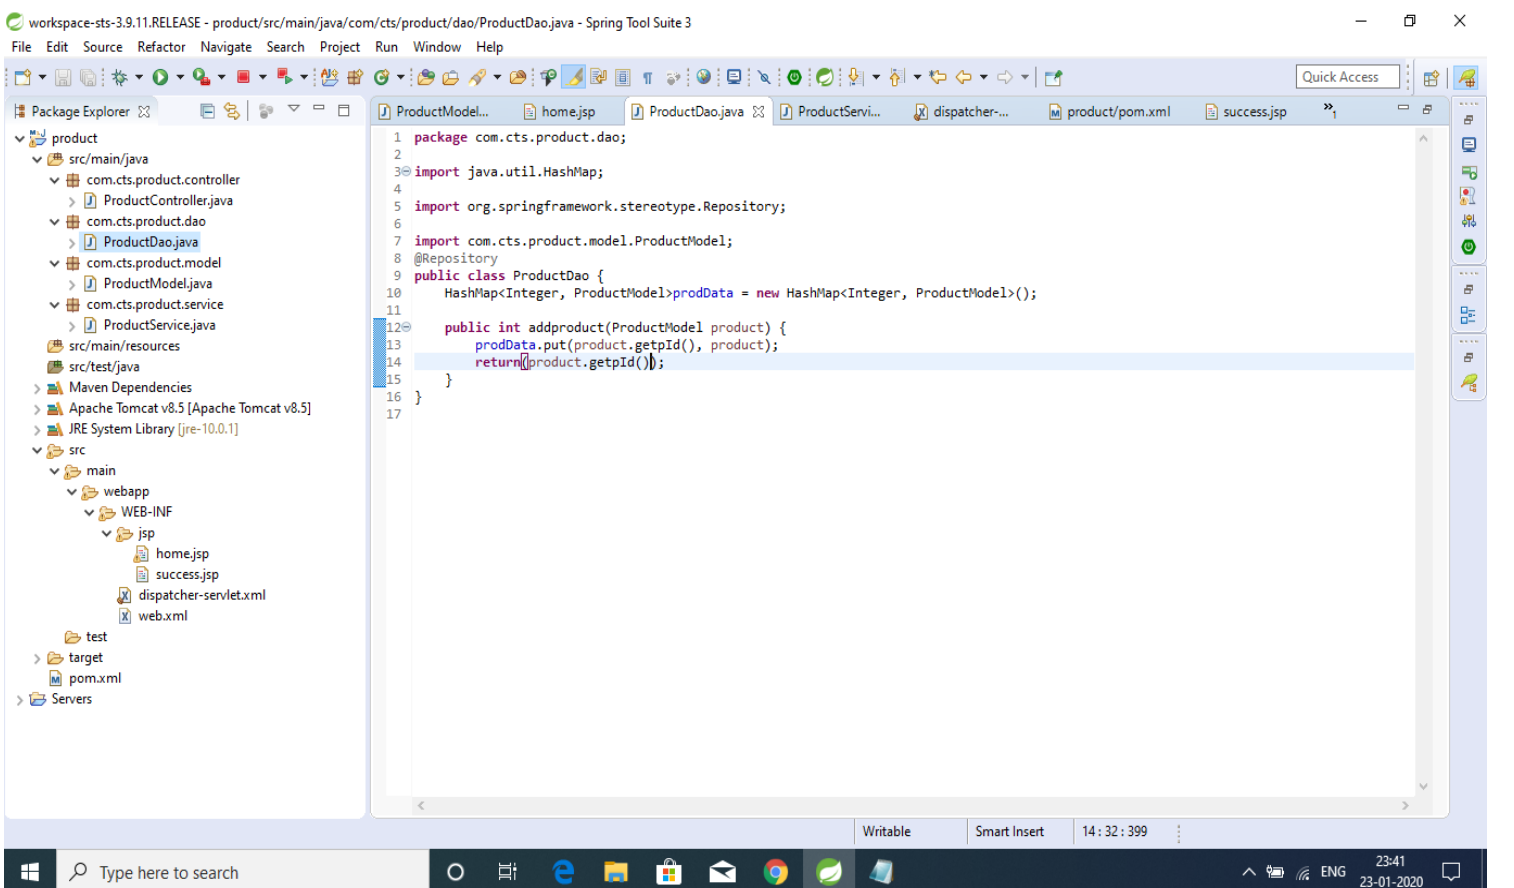 workspace-sts-3.9.11.RELEASE - product/src/main/java/com/cts/product/dao/ProductDao.java - Spring Tool Suite 3
File Edit Source Refactor Navigate Search Project Run Window Help
Quick Access
Package Explorer
product
src/main/java
com.cts.product.controller
ProductController.java
com.cts.product.dao
ProductDao.java
com.cts.product.model
ProductModel.java
com.cts.product.service
ProductService.java
src/main/resources
src/test/java
Maven Dependencies
Apache Tomcat v8.5 [Apache Tomcat v8.5]
JRE System Library [jre-10.0.1]
src
main
webapp
WEB-INF
jsp
home.jsp
success.jsp
dispatcher-servlet.xml
web.xml
test
target
pom.xml
Servers
ProductModel... home.jsp ProductDao.java ProductServi... dispatcher-... product/pom.xml success.jsp »1
1 package com.cts.product.dao;
2
3 import java.util.HashMap;
4
5 import org.springframework.stereotype.Repository;
6
7 import com.cts.product.model.ProductModel;
8 @Repository
9 public class ProductDao {
10 HashMap<Integer, ProductModel>prodData = new HashMap<Integer, ProductModel>();
11
12 public int addproduct(ProductModel product) {
13 prodData.put(product.getpId(), product);
14 return(product.getpId());
15 }
16 }
17
Writable Smart Insert 14 : 32 : 399
Type here to search
ENG
23:41
23-01-2020